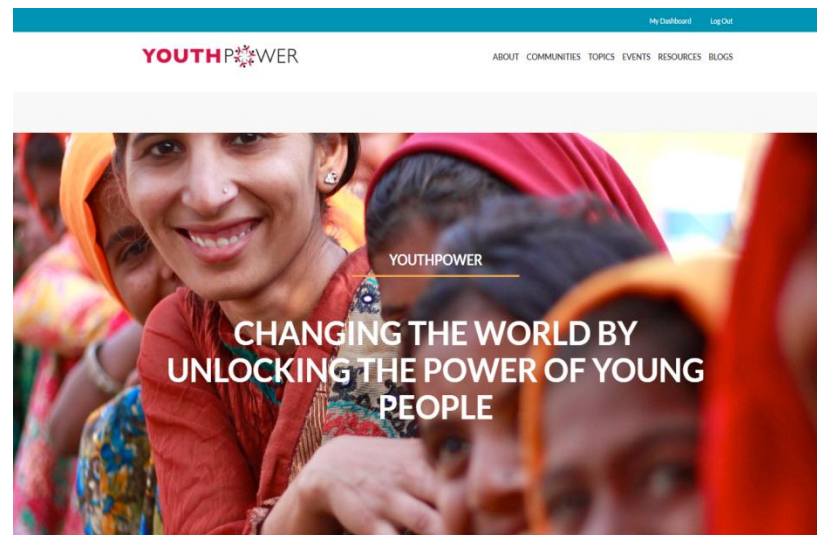 My Dashboard Log Out
YOUTHPOWER
ABOUT COMMUNITIES TOPICS EVENTS RESOURCES BLOGS
YOUTHPOWER
CHANGING THE WORLD BY
UNLOCKING THE POWER OF YOUNG
PEOPLE